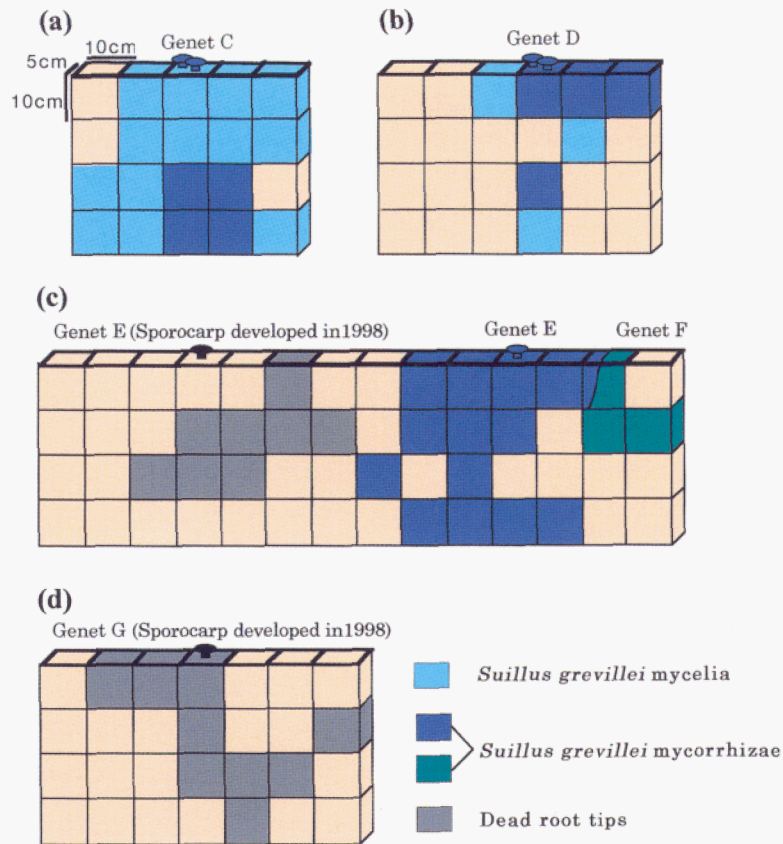 (a)
(b)
10cm
Genet C
Genet D
5cm
10cm
(c)
Genet E (Sporocarp developed in1998)
Genet E
Genet F
(d)
Genet G (Sporocarp developed in1998)
Suillus grevillei mycelia
Suillus grevillei mycorrhizae
Dead root tips